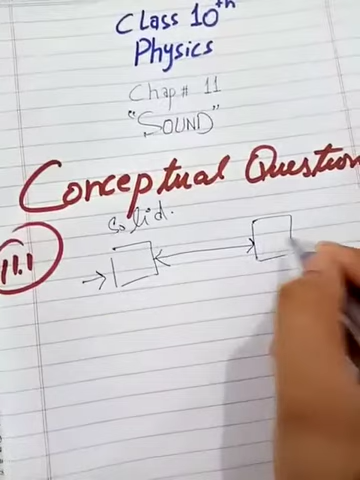 Class 10th
Physics
Chap # 11
"SOUND"
Conceptual Question
solid.
11.1